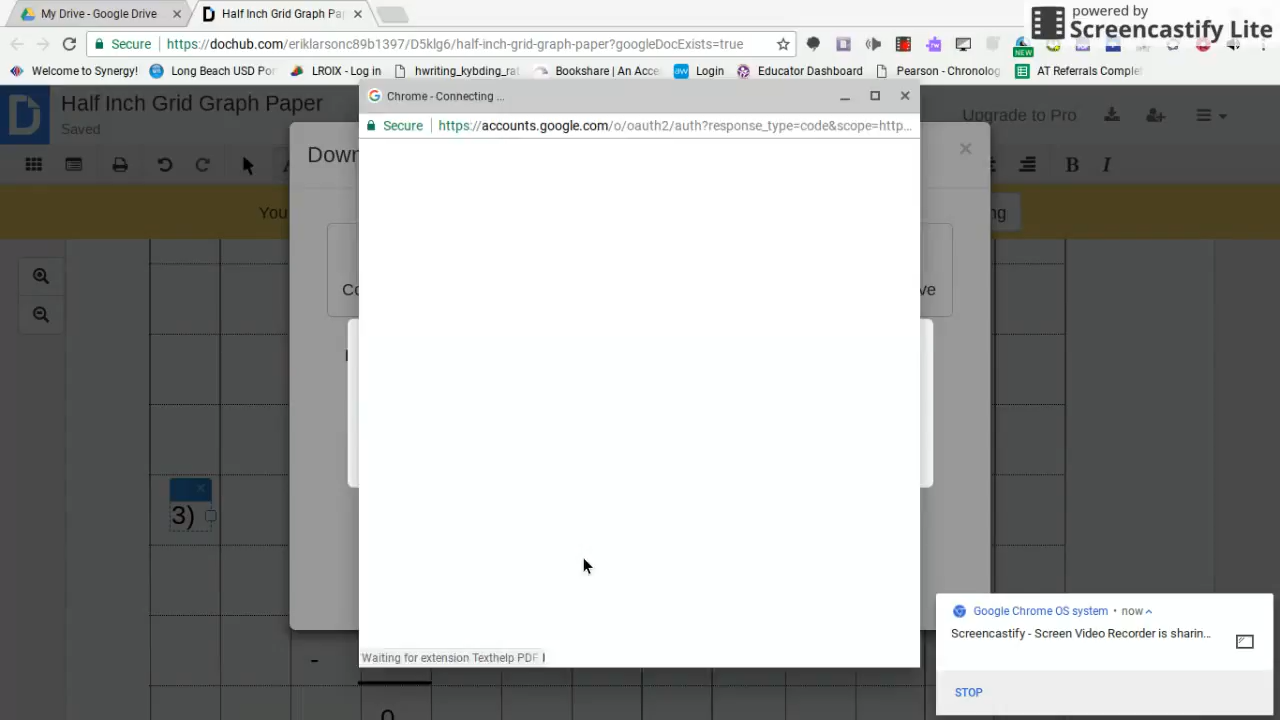 My Drive - Google Drive
Half Inch Grid Graph Pa
powered by
Screencastify Lite
Secure
https://dochub.com/eriklarson69b1197/D5klg6/half-inch-grid-graph-paper?googleDocExists=true
NEW
Welcome to Synergy!
Long Beach USD Por
LROIX - Log in
hwriting_kybding_rat
Bookshare | An Acce
Login
Educator Dashboard
Pearson - Chronolog
AT Referrals Complet
Half Inch Grid Graph Paper
Saved
Upgrade to Pro
Chrome - Connecting ...
Secure
https://accounts.google.com/o/oauth2/auth?response_type=code&scope=http...
Down
B I
You
ng
Co
ve
3)
Waiting for extension Texthelp PDF
-
0
Google Chrome OS system • now
Screencastify - Screen Video Recorder is sharin...
STOP